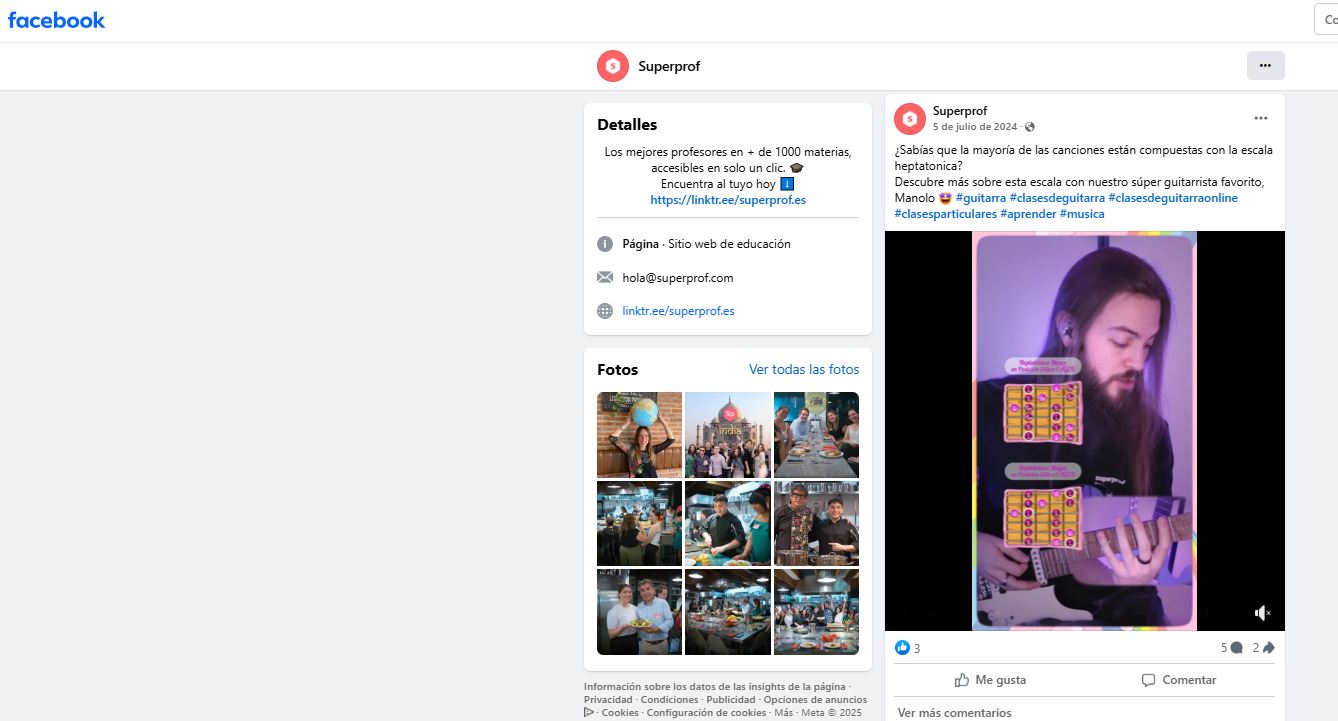 facebook
Co
Superprof
Detalles
Los mejores profesores en + de 1000 materias,
accesibles en solo un clic. 🎓
Encuentra al tuyo hoy ⬇️
https://linktr.ee/superprof.es
Página · Sitio web de educación
hola@superprof.com
linktr.ee/superprof.es
Fotos
Ver todas las fotos
Sp
india
Información sobre los datos de las insights de la página ·
Privacidad · Condiciones · Publicidad · Opciones de anuncios
· Cookies · Configuración de cookies · Más · Meta © 2025
Superprof
5 de julio de 2024 ·
¿Sabías que la mayoría de las canciones están compuestas con la escala
heptatonica?
Descubre más sobre esta escala con nuestro súper guitarrista favorito,
Manolo 🤩 #guitarra #clasesdeguitarra #clasesdeguitarraonline
#clasesparticulares #aprender #musica
superprof
3
5
2
Me gusta
Comentar
Ver más comentarios